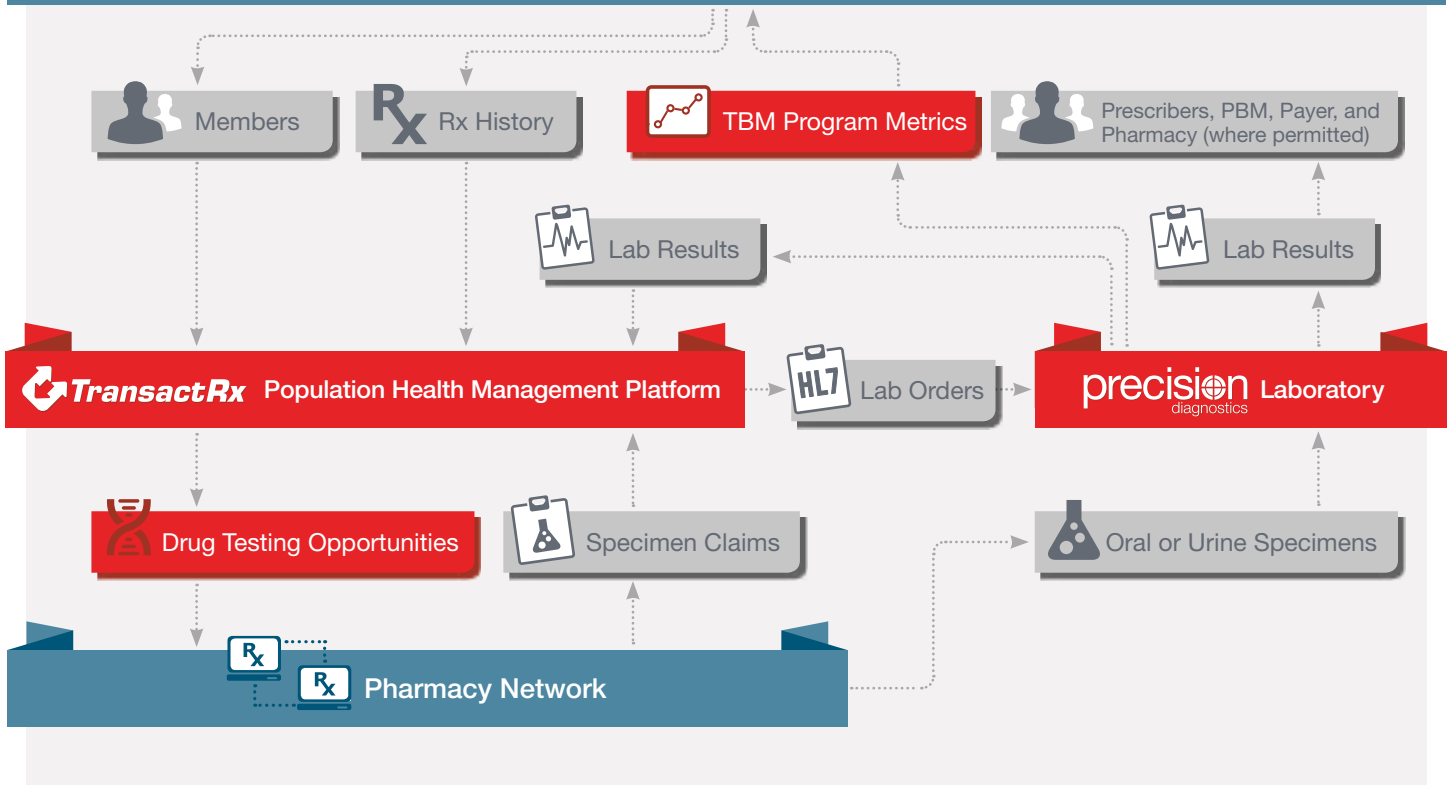 Members
Rx
Rx History
TBM Program Metrics
Prescribers, PBM, Payer, and
Pharmacy (where permitted)
Lab Results
Lab Results
TransactRx Population Health Management Platform
HL7
Lab Orders
precision
diagnostics
Laboratory
Drug Testing Opportunities
Specimen Claims
Oral or Urine Specimens
Rx
Rx
Pharmacy Network